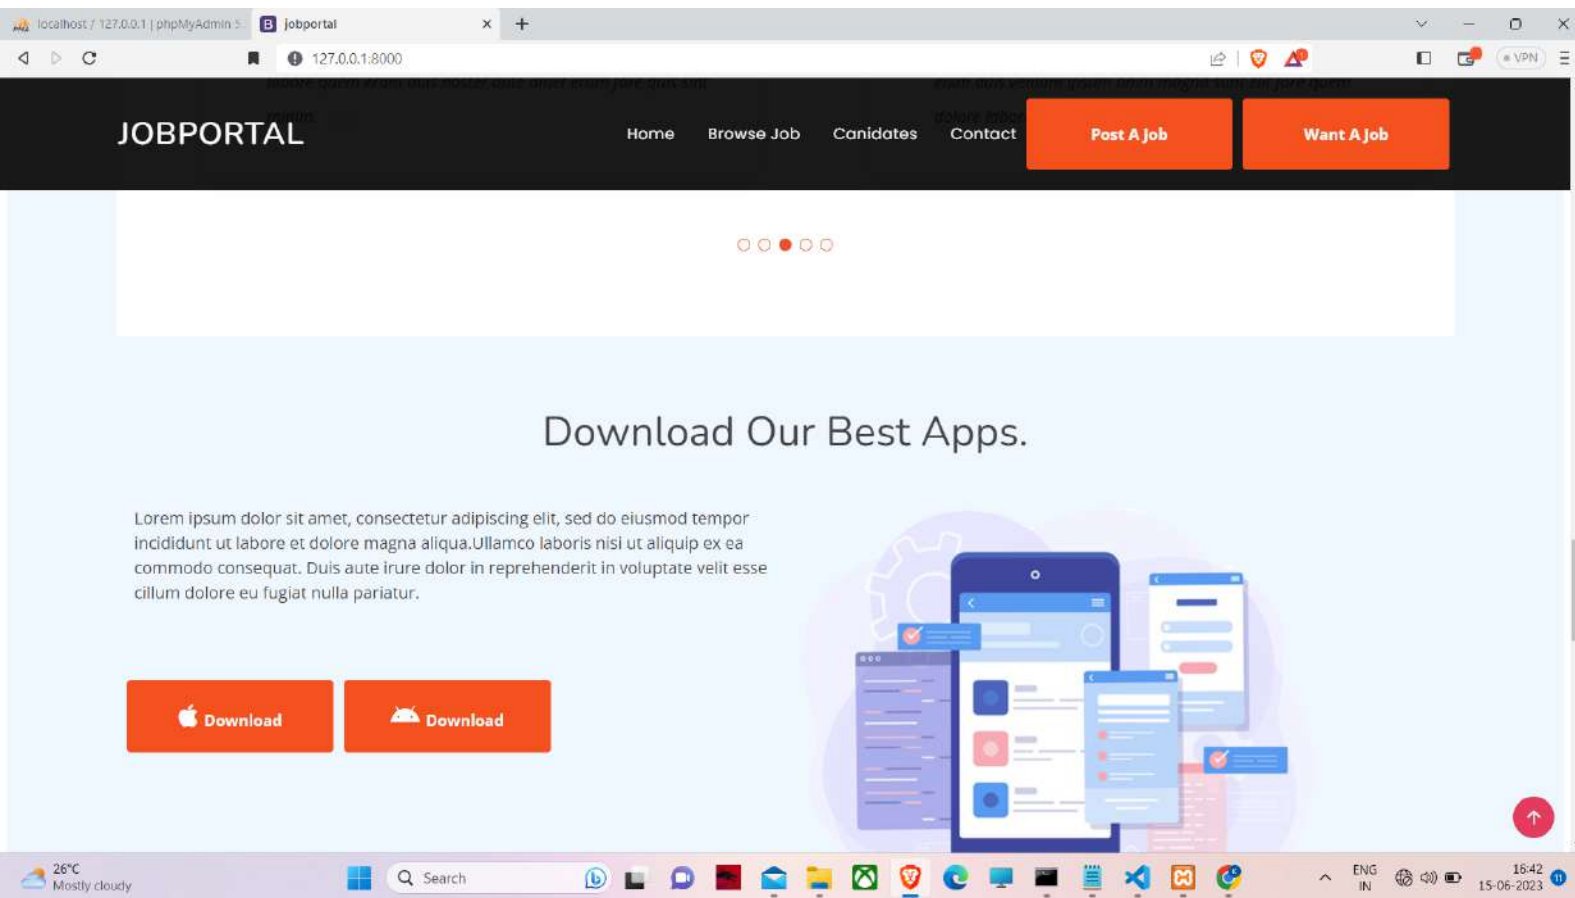 localhost / 127.0.0.1 | phpMyAdmin 5.
B jobportal
127.0.0.1:8000
VPN
JOBPORTAL
Home Browse Job Canidates Contact Post A Job Want A Job
Download Our Best Apps.
Lorem ipsum dolor sit amet, consectetur adipiscing elit, sed do eiusmod tempor
incididunt ut labore et dolore magna aliqua.Ullamco laboris nisi ut aliquip ex ea
commodo consequat. Duis aute irure dolor in reprehenderit in voluptate velit esse
cillum dolore eu fugiat nulla pariatur.
Download Download
26°C
Mostly cloudy
Search
ENG
IN
16:42
15-06-2023
11